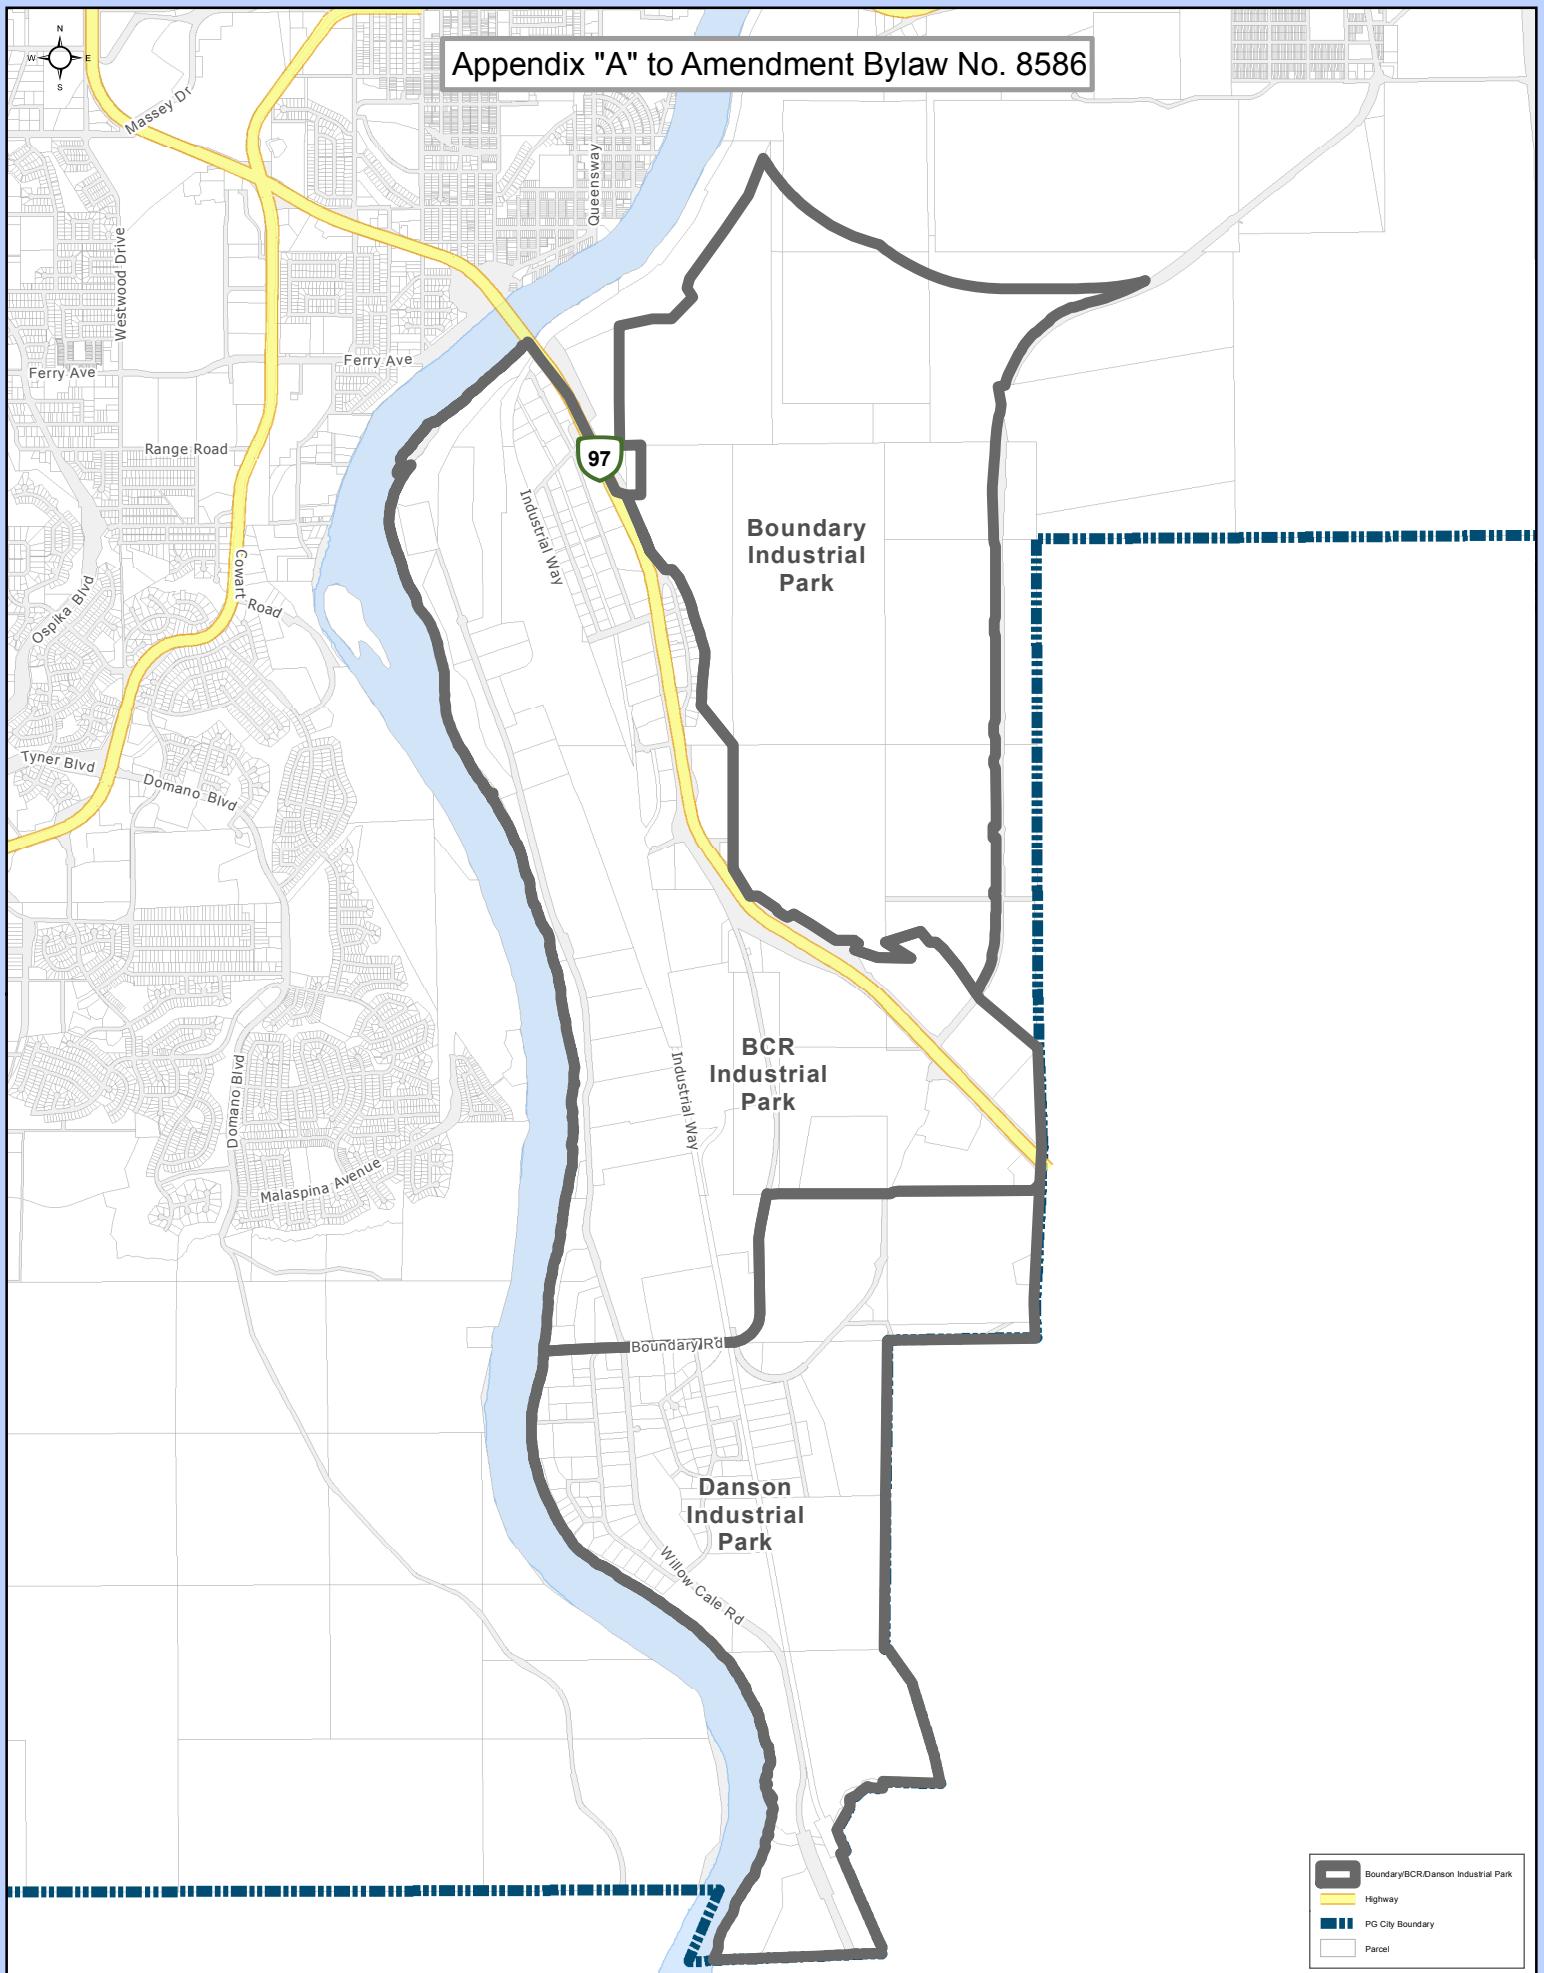 Appendix "A" to Amendment Bylaw No. 8586
N
W
E
S
Massey Dr
Queensway
Westwood Drive
Ferry Ave
Ferry Ave
Range Road
97
Industrial Way
Boundary
Industrial
Park
Cowart Road
Ospika Blvd
Tyner Blvd
Domano Blvd
BCR
Industrial
Park
Industrial Way
Domano Blvd
Malaspina Avenue
Boundary Rd
Danson
Industrial
Park
Willow Cale Rd
Boundary/BCR/Danson Industrial Park
Highway
PG City Boundary
Parcel